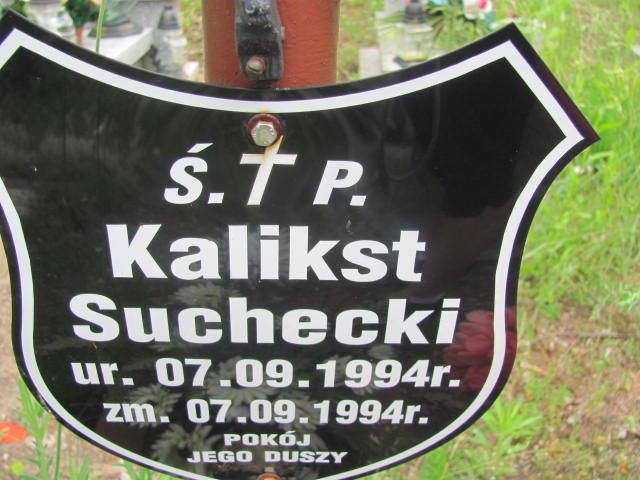 Ś.†P.
Kalikst
Suchecki
ur. 07.09.1994r.
zm. 07.09.1994r.
POKÓJ
JEGO DUSZY